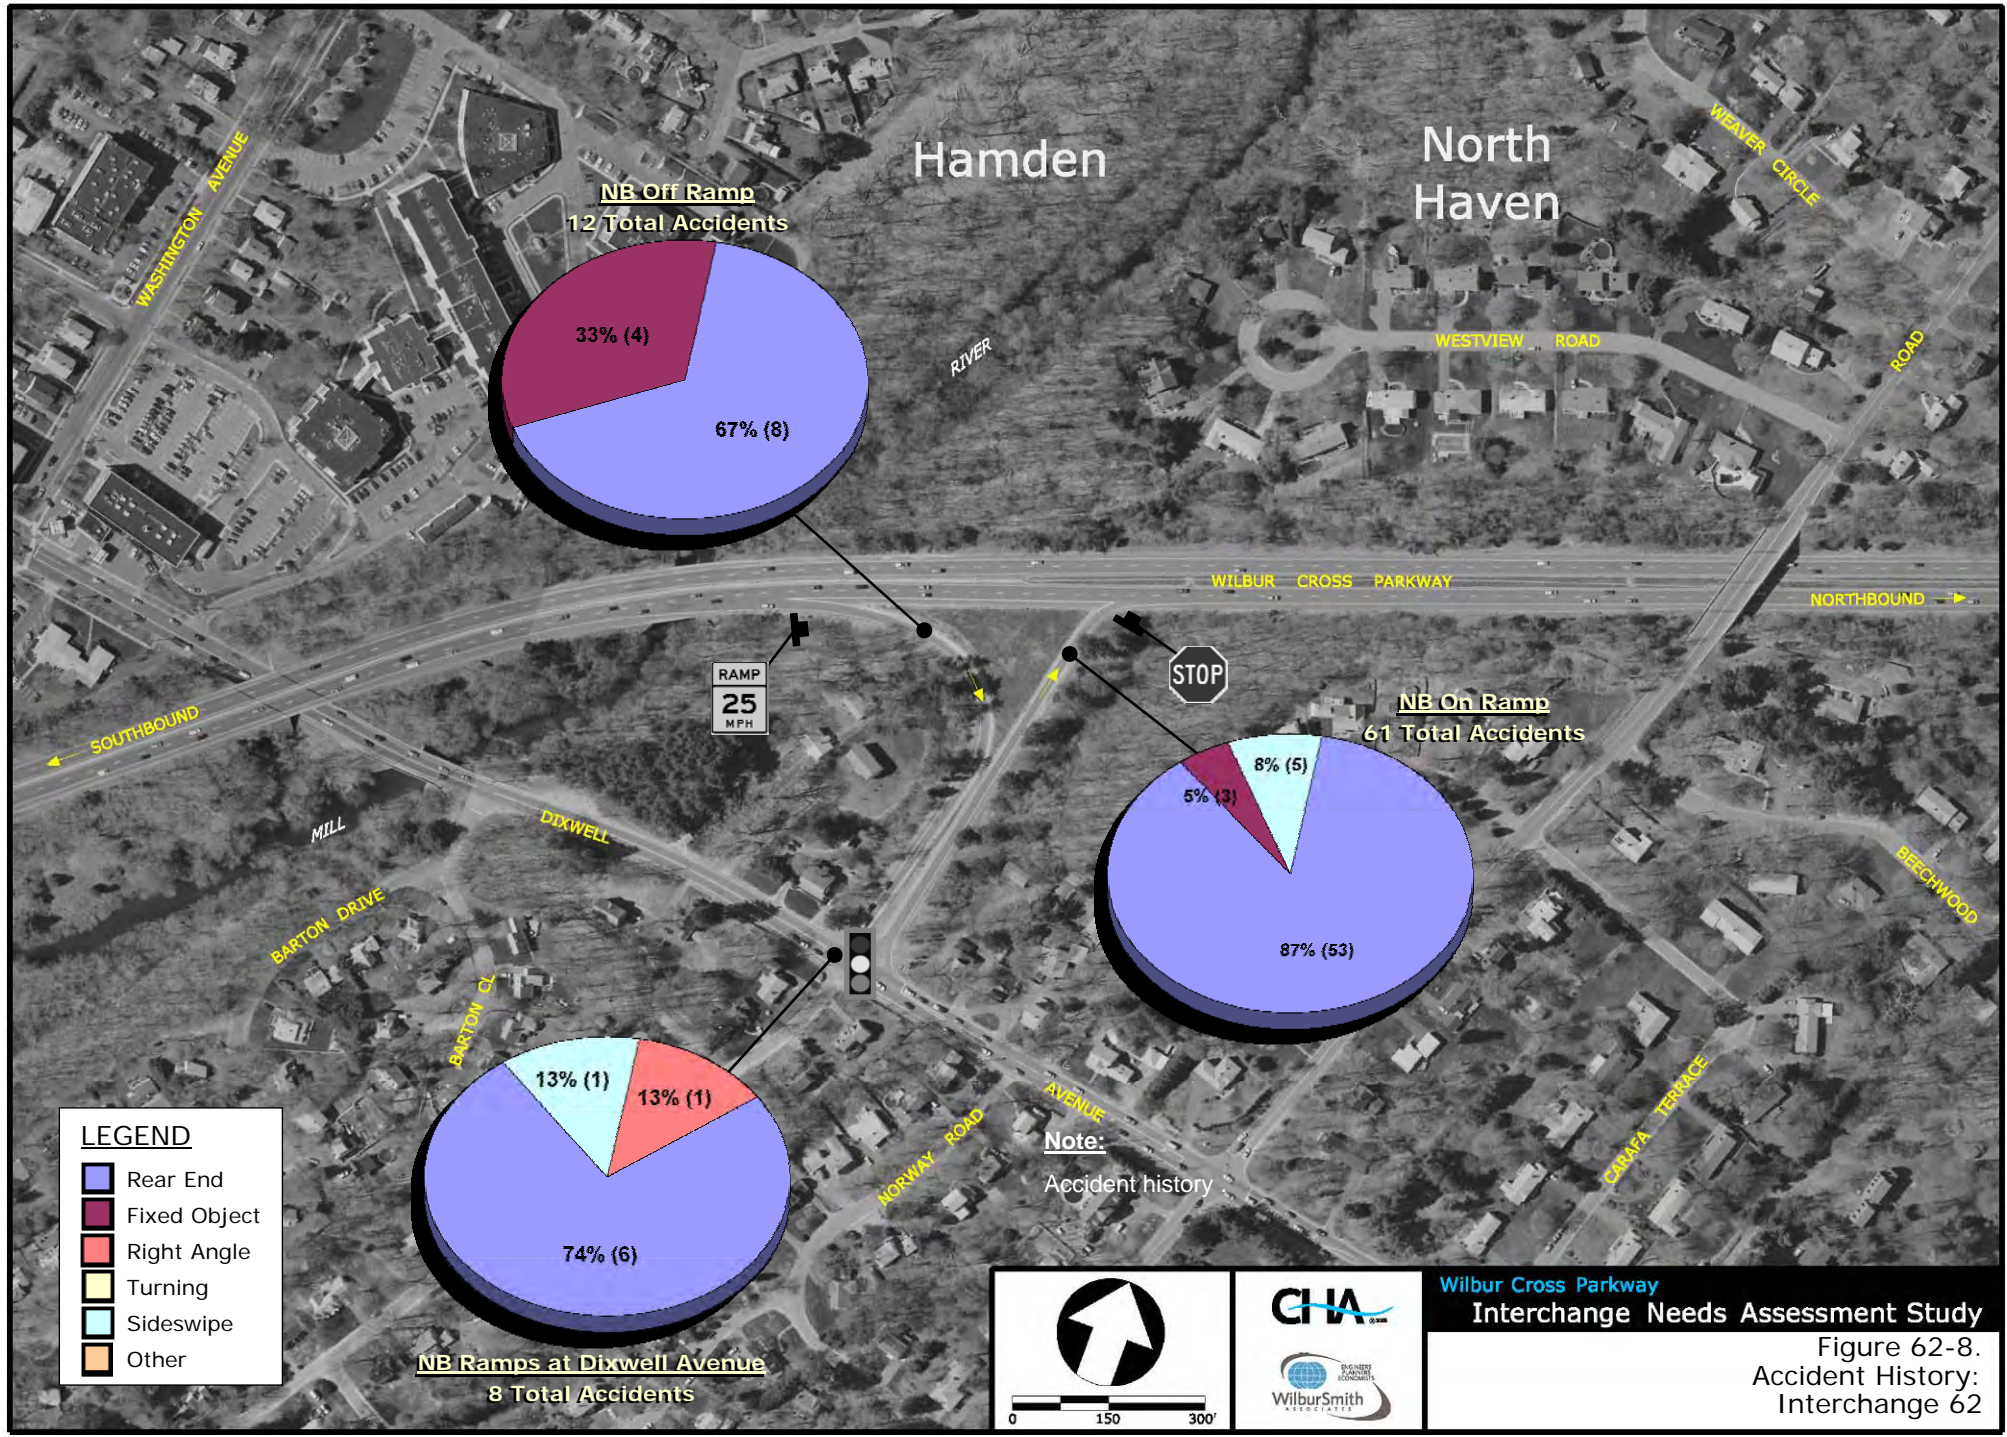 Hamden
North
Haven
WEAVER CIRCLE
WASHINGTON AVENUE
NB Off Ramp
12 Total Accidents
33% (4)
67% (8)
RIVER
WESTVIEW ROAD
ROAD
WILBUR CROSS PARKWAY
NORTHBOUND
RAMP
25
MPH
STOP
SOUTHBOUND
NB On Ramp
61 Total Accidents
8% (5)
5% (3)
87% (53)
MILL
DIXWELL
BARTON DRIVE
BARTON CL
BEECHWOOD
13% (1)
13% (1)
74% (6)
NB Ramps at Dixwell Avenue
8 Total Accidents
NORWAY ROAD
AVENUE
CARAFA TERRACE
Note:
Accident history .
LEGEND
Rear End
Fixed Object
Right Angle
Turning
Sideswipe
Other
0 150 300'
CHA
WilburSmith
ASSOCIATES
ENGINEERS
PLANNERS
ECONOMISTS
Wilbur Cross Parkway
Interchange Needs Assessment Study
Figure 62-8.
Accident History:
Interchange 62